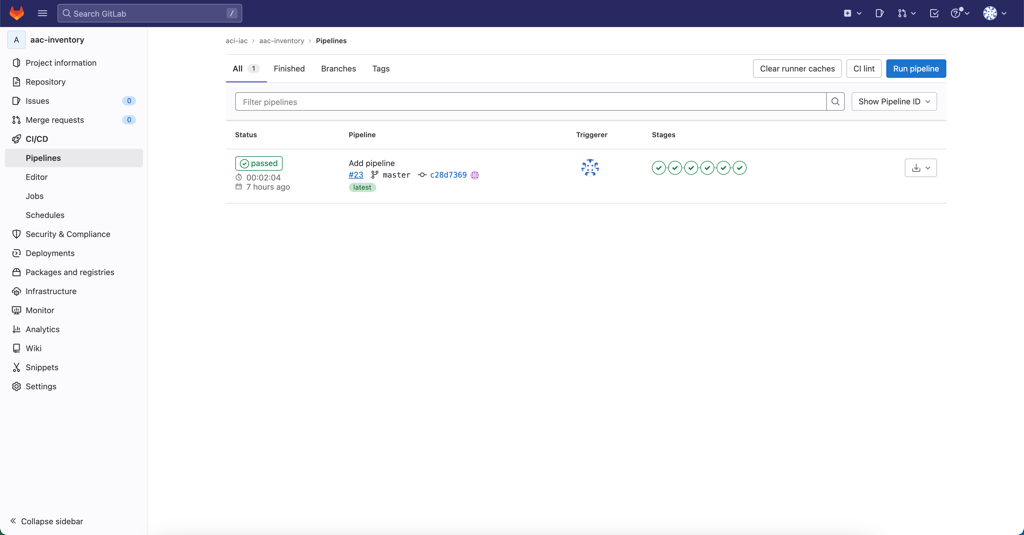 Search GitLab /
A aac-inventory
Project information
Repository
Issues 0
Merge requests 0
CI/CD
Pipelines
Editor
Jobs
Schedules
Security & Compliance
Deployments
Packages and registries
Infrastructure
Monitor
Analytics
Wiki
Snippets
Settings
Collapse sidebar
aci-iac > aac-inventory > Pipelines
All 1 Finished Branches Tags
Clear runner caches CI lint Run pipeline
Filter pipelines Show Pipeline ID
Status Pipeline Triggerer Stages
passed
00:02:04
7 hours ago
Add pipeline
#23 master c28d7369
latest